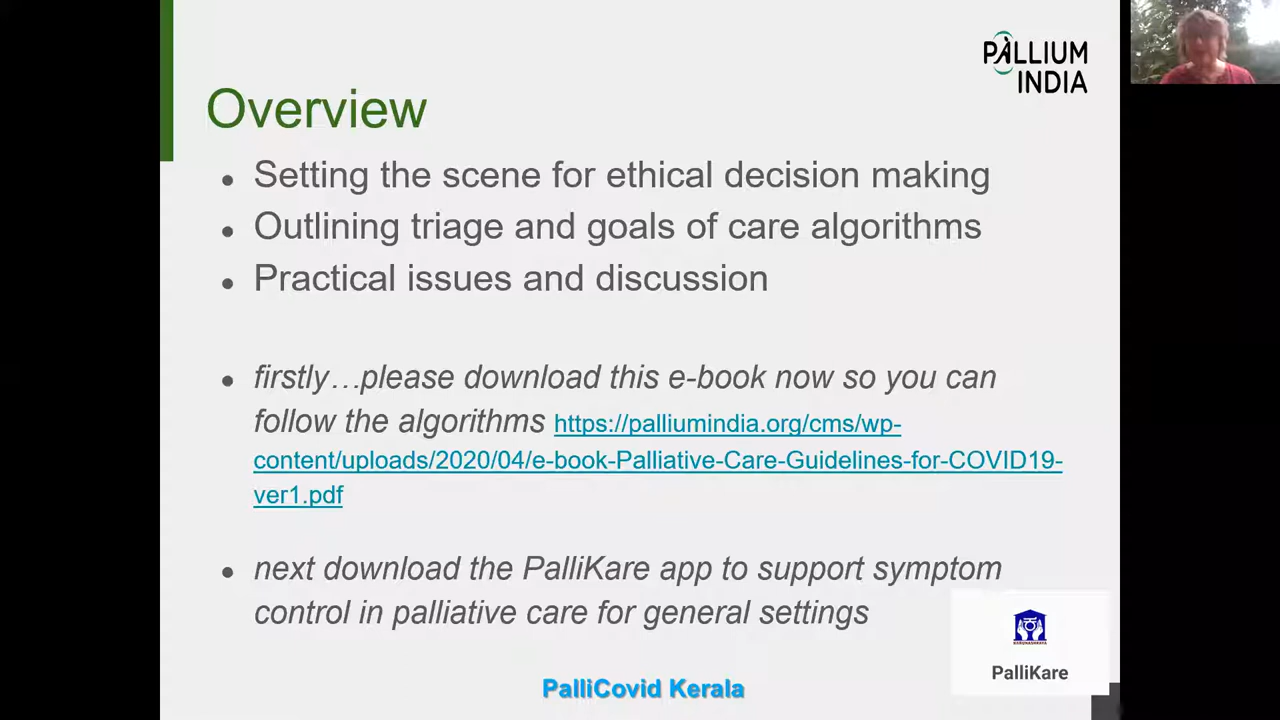 PALLIUM
INDIA
Overview
• Setting the scene for ethical decision making
• Outlining triage and goals of care algorithms
• Practical issues and discussion
• firstly…please download this e-book now so you can
follow the algorithms https://palliumindia.org/cms/wp-
content/uploads/2020/04/e-book-Palliative-Care-Guidelines-for-COVID19-
ver1.pdf
• next download the PalliKare app to support symptom
control in palliative care for general settings
KARUNASHRAYA
PalliKare
PalliCovid Kerala